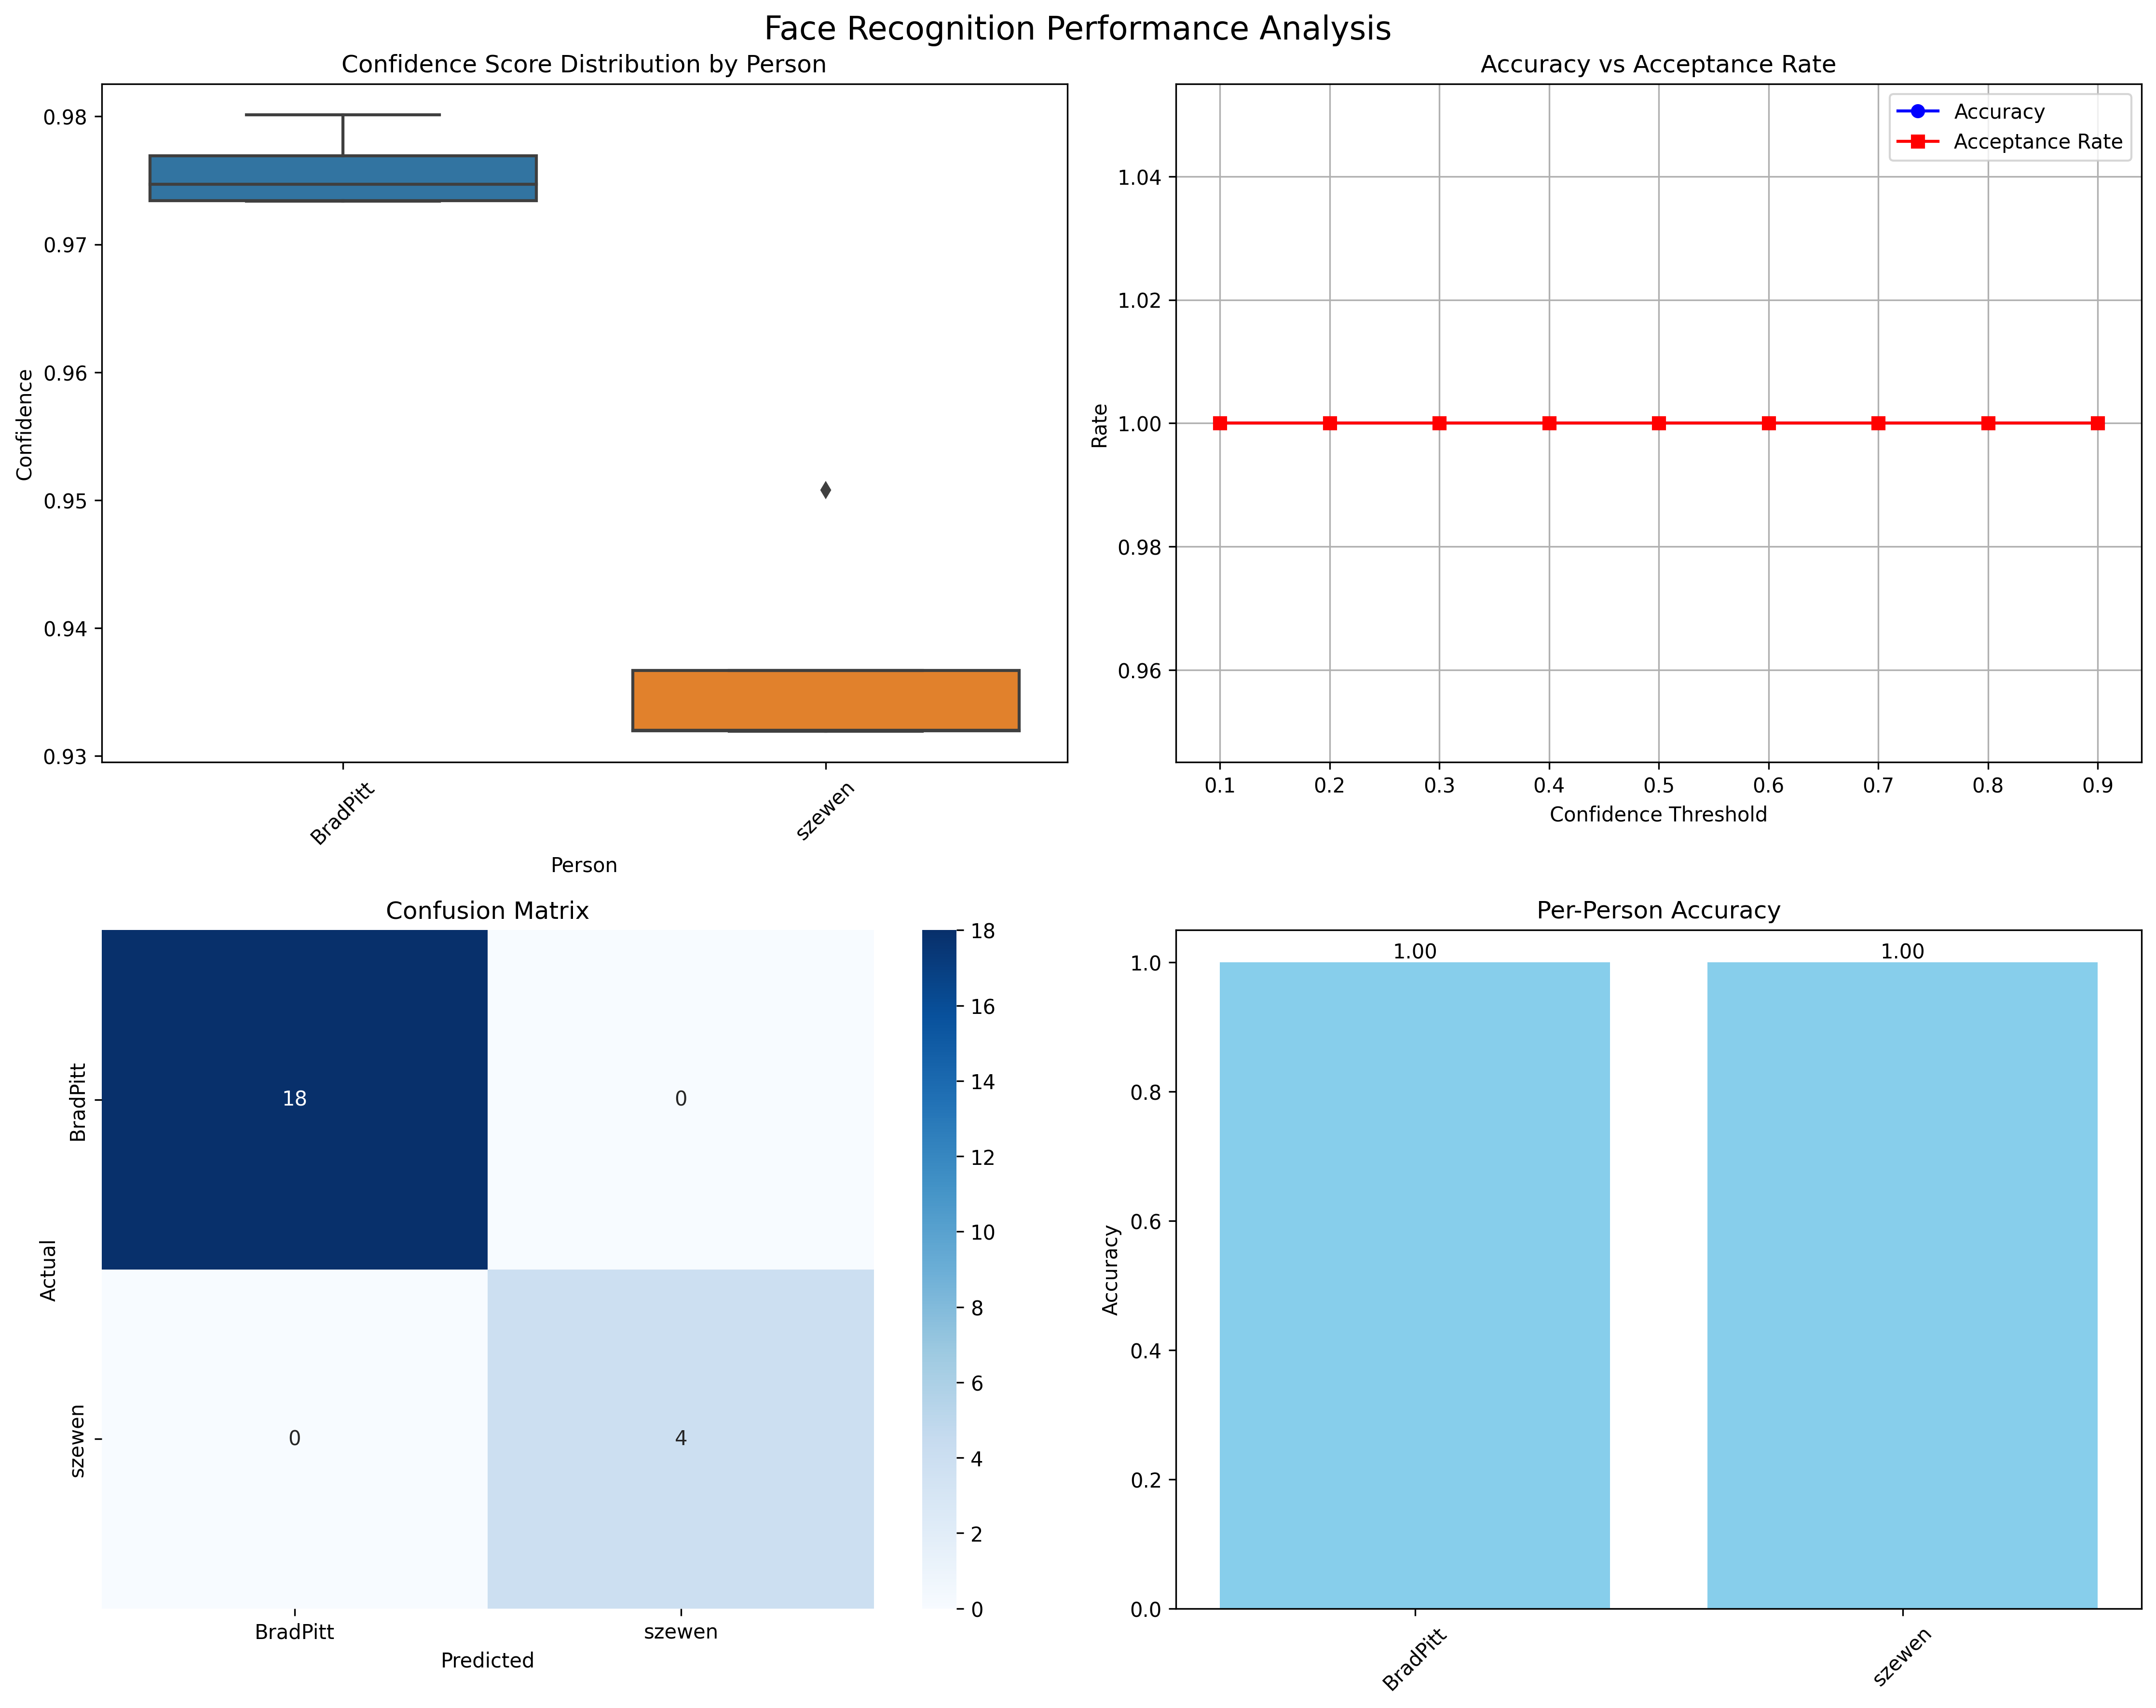 Face Recognition Performance Analysis
Confidence Score Distribution by Person
0.98
0.97
0.96
0.95
0.94
0.93
Confidence
BradPitt
szewen
Person
Accuracy vs Acceptance Rate
Accuracy
Acceptance Rate
1.04
1.02
1.00
0.98
0.96
Rate
0.1 0.2 0.3 0.4 0.5 0.6 0.7 0.8 0.9
Confidence Threshold
Confusion Matrix
18 0
0 4
BradPitt
szewen
Actual
BradPitt szewen
Predicted
18
16
14
12
10
8
6
4
2
0
Per-Person Accuracy
1.00 1.00
1.0
0.8
0.6
0.4
0.2
0.0
Accuracy
BradPitt
szewen